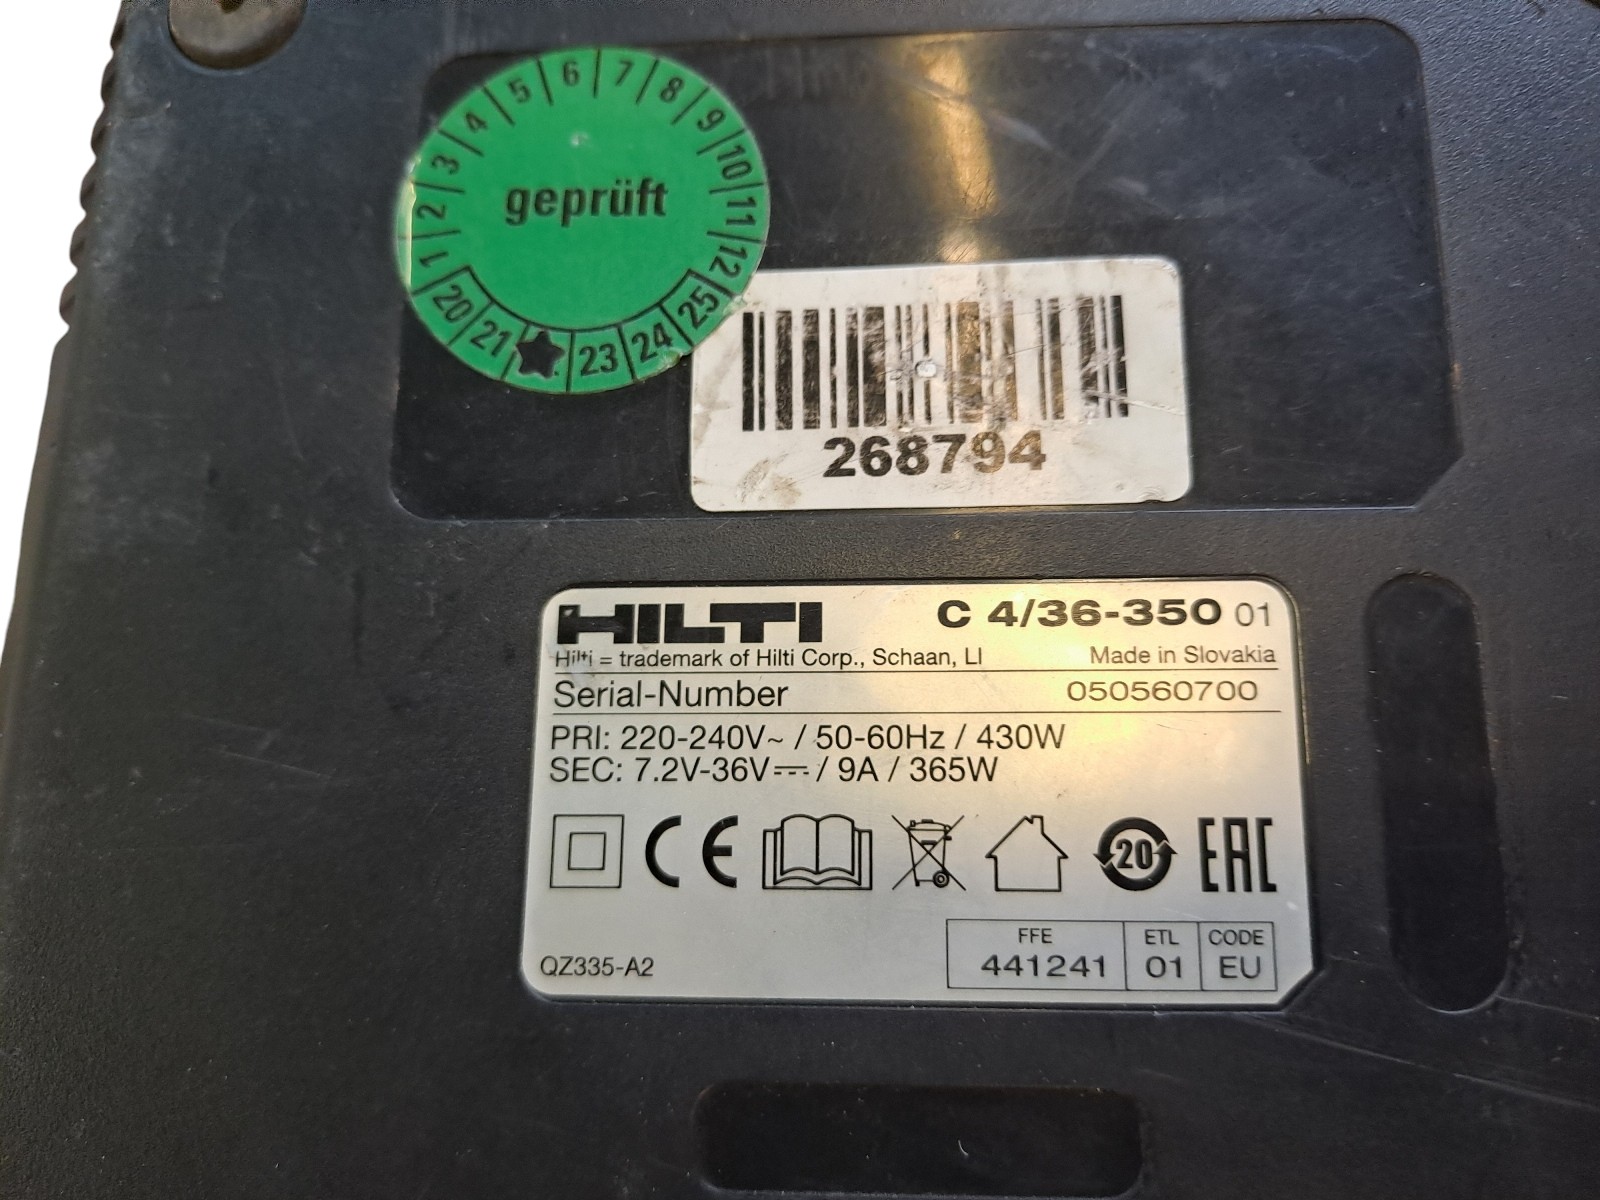 1 2 3 4 5 6 7 8 9 10 11 12
geprüft
20 21 23 24 25
268794
HILTI C 4/36-350 01
Hilti = trademark of Hilti Corp., Schaan, LI Made in Slovakia
Serial-Number 050560700
PRI: 220-240V~ / 50-60Hz / 430W
SEC: 7.2V-36V⎓ / 9A / 365W
CE 20 EAC
FFE ETL CODE
QZ335-A2 441241 01 EU